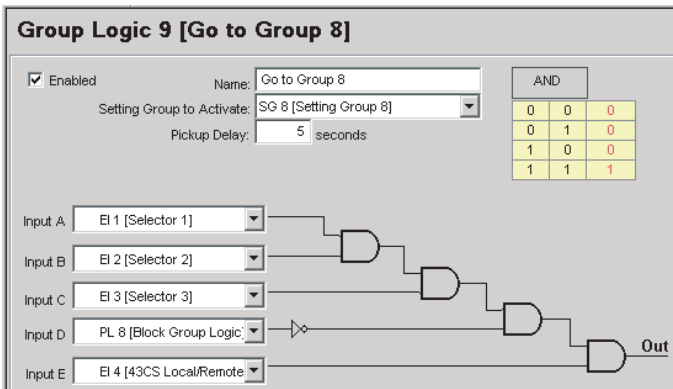 Group Logic 9 [Go to Group 8]
Enabled
Name: Go to Group 8
Setting Group to Activate: SG 8 [Setting Group 8]
Pickup Delay: 5 seconds
AND
0 0 0
0 1 0
1 0 0
1 1 1
Input A EI 1 [Selector 1]
Input B EI 2 [Selector 2]
Input C EI 3 [Selector 3]
Input D PL 8 [Block Group Logic]
Input E EI 4 [43CS Local/Remote
Out